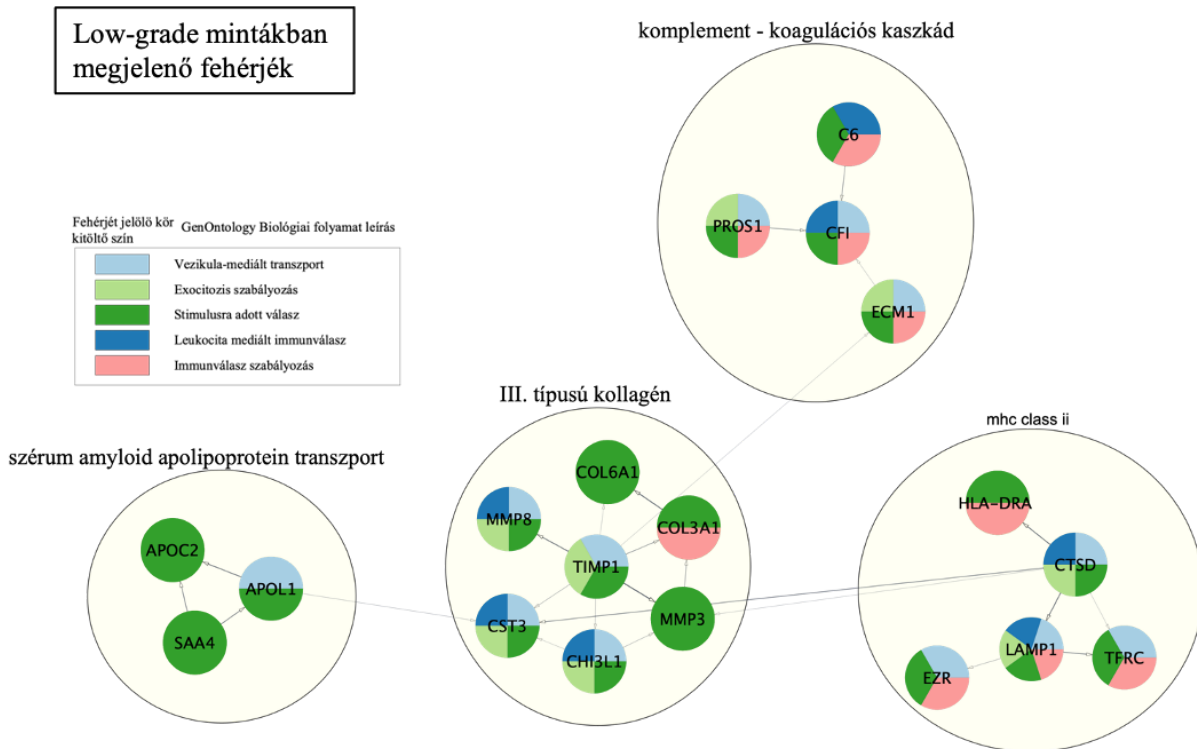 Low-grade mintákban
megjelenő fehérjék
komplement - koagulációs kaszkád
C6
PROS1
CFI
ECM1
Fehérjét jelölő kör
kitöltő szín
GenOntology Biológiai folyamat leírás
Vezikula-mediált transzport
Exocitozis szabályozás
Stimulusra adott válasz
Leukocita mediált immunválasz
Immunválasz szabályozás
III. típusú kollagén
COL6A1
MMP8
COL3A1
TIMP1
CST3
MMP3
CHI3L1
szérum amyloid apolipoprotein transzport
APOC2
APOL1
SAA4
mhc class ii
HLA-DRA
CTSD
LAMP1
TFRC
EZR